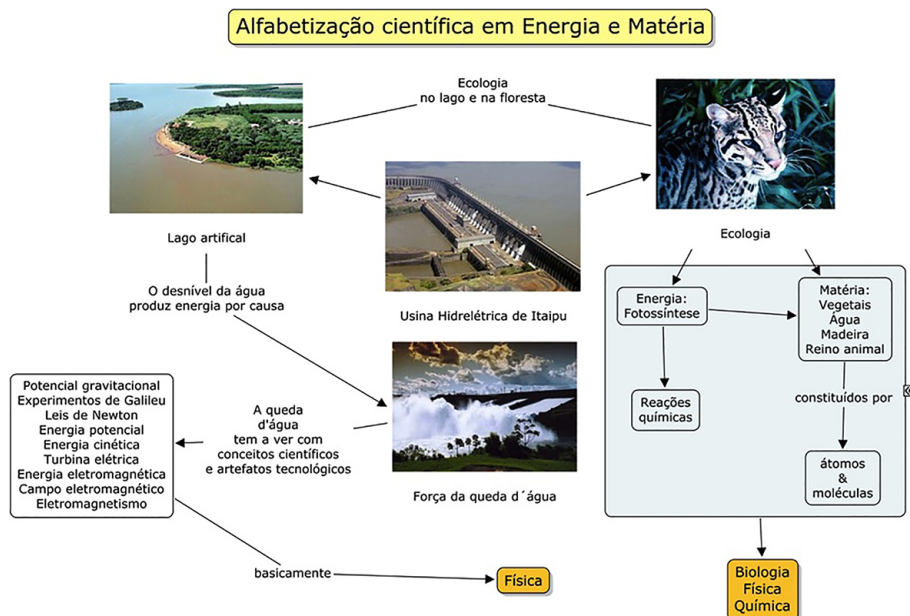 Alfabetização científica em Energia e Matéria
Ecologia
no lago e na floresta
Lago artifical
Ecologia
O desnível da água
produz energia por causa
Usina Hidrelétrica de Itaipu
Energia:
Fotossíntese
Matéria:
Vegetais
Água
Madeira
Reino animal
Potencial gravitacional
Experimentos de Galileu
Leis de Newton
Energia potencial
Energia cinética
Turbina elétrica
Energia eletromagnética
Campo eletromagnético
Eletromagnetismo
A queda
d'água
tem a ver com
conceitos científicos
e artefatos tecnológicos
Reações
químicas
constituídos por
átomos
&
moléculas
Força da queda d´água
basicamente
Física
Biologia
Física
Química